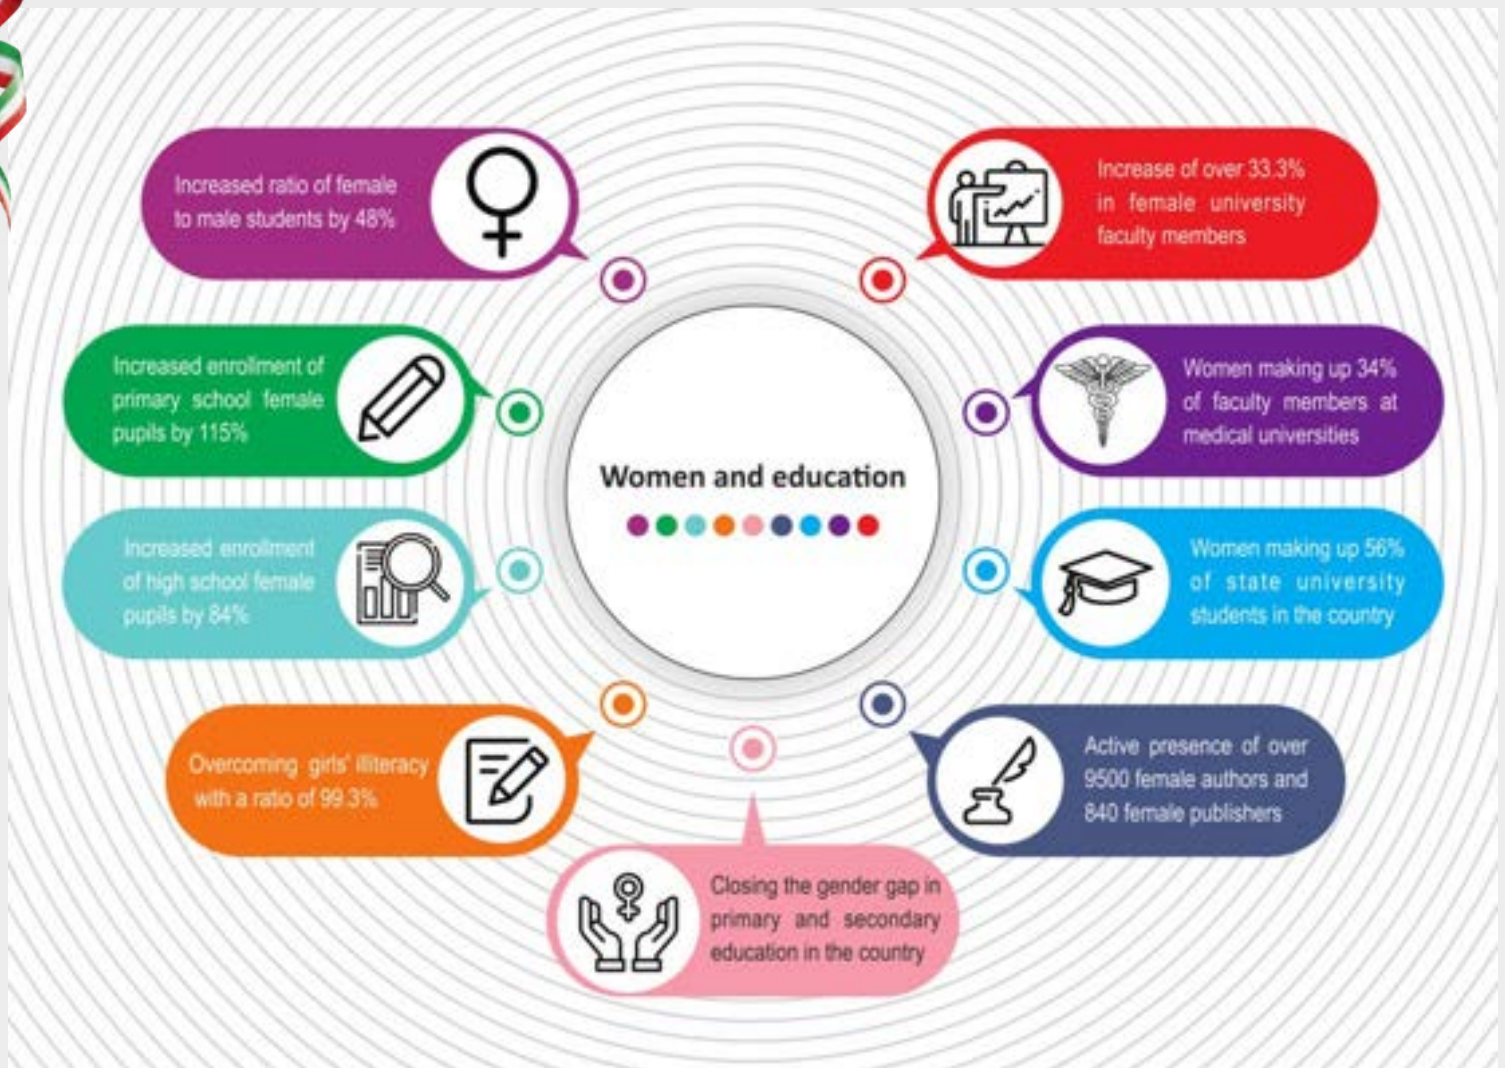 Increased ratio of female
to male students by 48%
Increase of over 33.3%
in female university
faculty members
Increased enrollment of
primary school female
pupils by 115%
Women making up 34%
of faculty members at
medical universities
Women and education
Increased enrollment
of high school female
pupils by 84%
Women making up 56%
of state university
students in the country
Overcoming girls' illiteracy
with a ratio of 99.3%
Active presence of over
9500 female authors and
840 female publishers
Closing the gender gap in
primary and secondary
education in the country